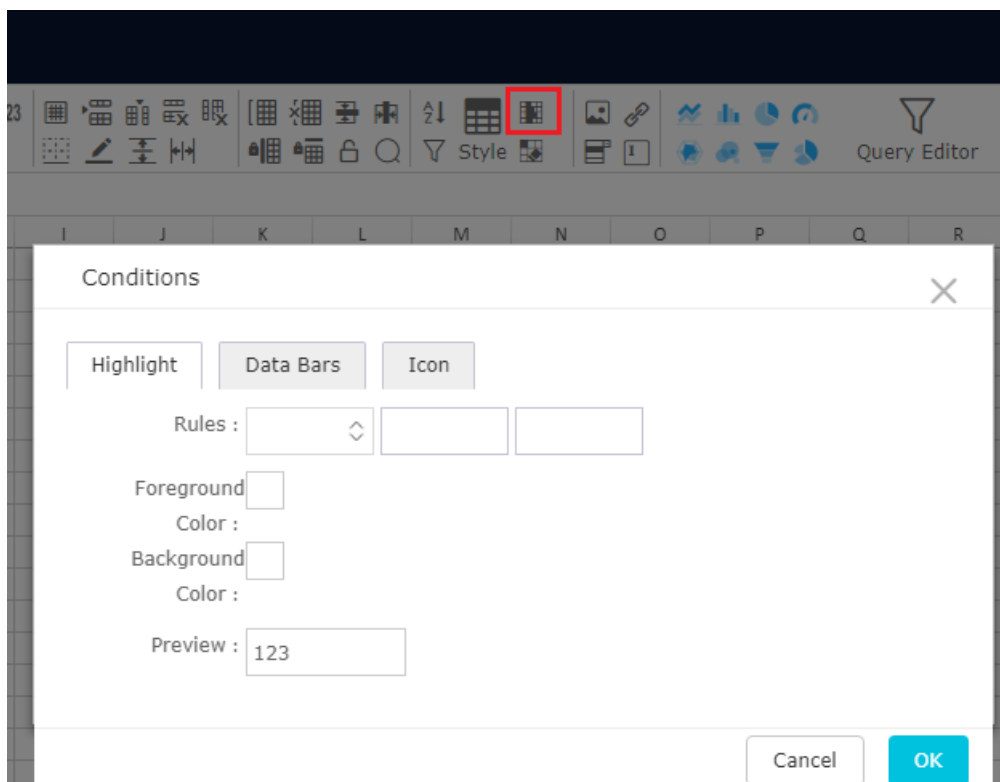 23
Style
Query Editor
I J K L M N O P Q R
Conditions
Highlight Data Bars Icon
Rules :
Foreground
Color :
Background
Color :
Preview : 123
Cancel OK